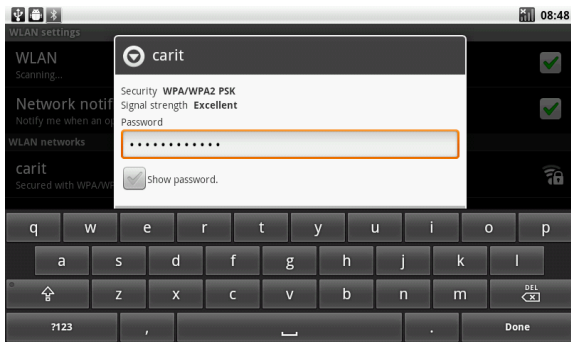 08:48
WLAN settings
WLAN
Scanning...
Network notif
Notify me when an op
WLAN networks
carit
Secured with WPA/WP
carit
Security WPA/WPA2 PSK
Signal strength Excellent
Password
••••••••••••
Show password.
q w e r t y u i o p
a s d f g h j k l
z x c v b n m DEL
?123 , . Done